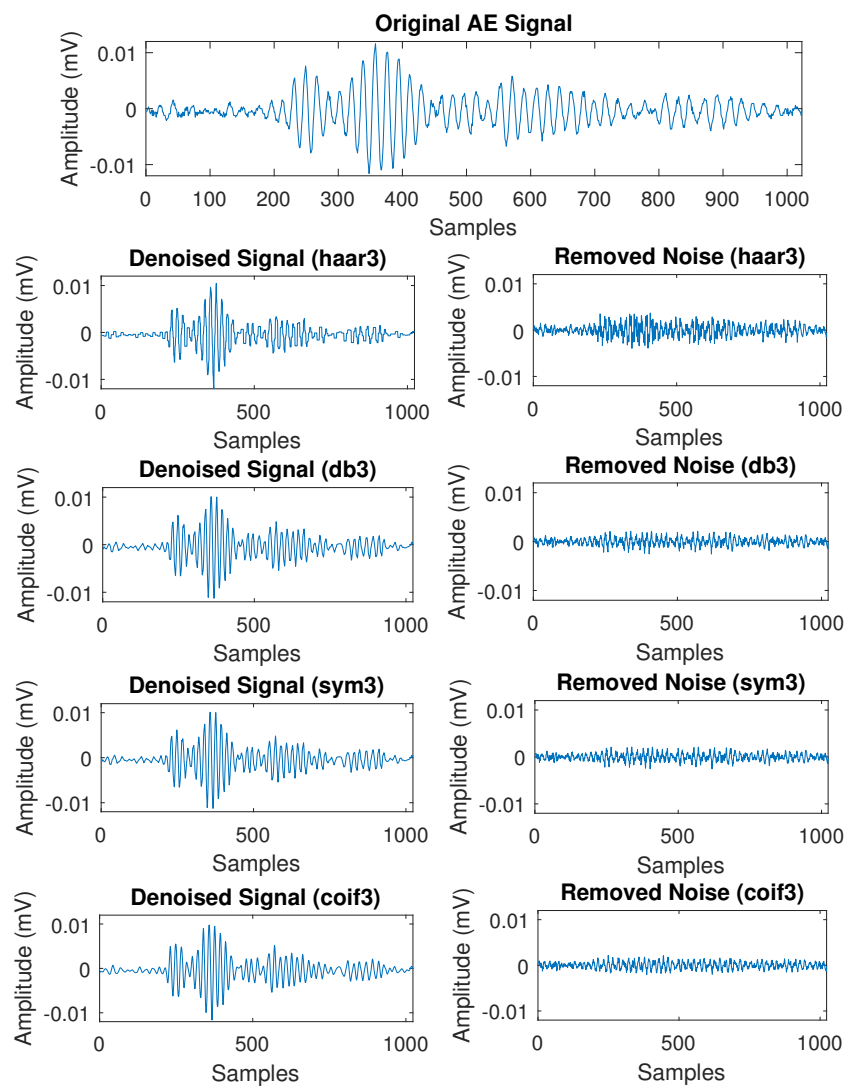 Original AE Signal
Amplitude (mV)
0.01
0
-0.01
0 100 200 300 400 500 600 700 800 900 1000
Samples
Denoised Signal (haar3)
Amplitude (mV)
0.01
0
-0.01
0 500 1000
Samples
Removed Noise (haar3)
Amplitude (mV)
0.01
0
-0.01
0 500 1000
Samples
Denoised Signal (db3)
Amplitude (mV)
0.01
0
-0.01
0 500 1000
Samples
Removed Noise (db3)
Amplitude (mV)
0.01
0
-0.01
0 500 1000
Samples
Denoised Signal (sym3)
Amplitude (mV)
0.01
0
-0.01
0 500 1000
Samples
Removed Noise (sym3)
Amplitude (mV)
0.01
0
-0.01
0 500 1000
Samples
Denoised Signal (coif3)
Amplitude (mV)
0.01
0
-0.01
0 500 1000
Samples
Removed Noise (coif3)
Amplitude (mV)
0.01
0
-0.01
0 500 1000
Samples